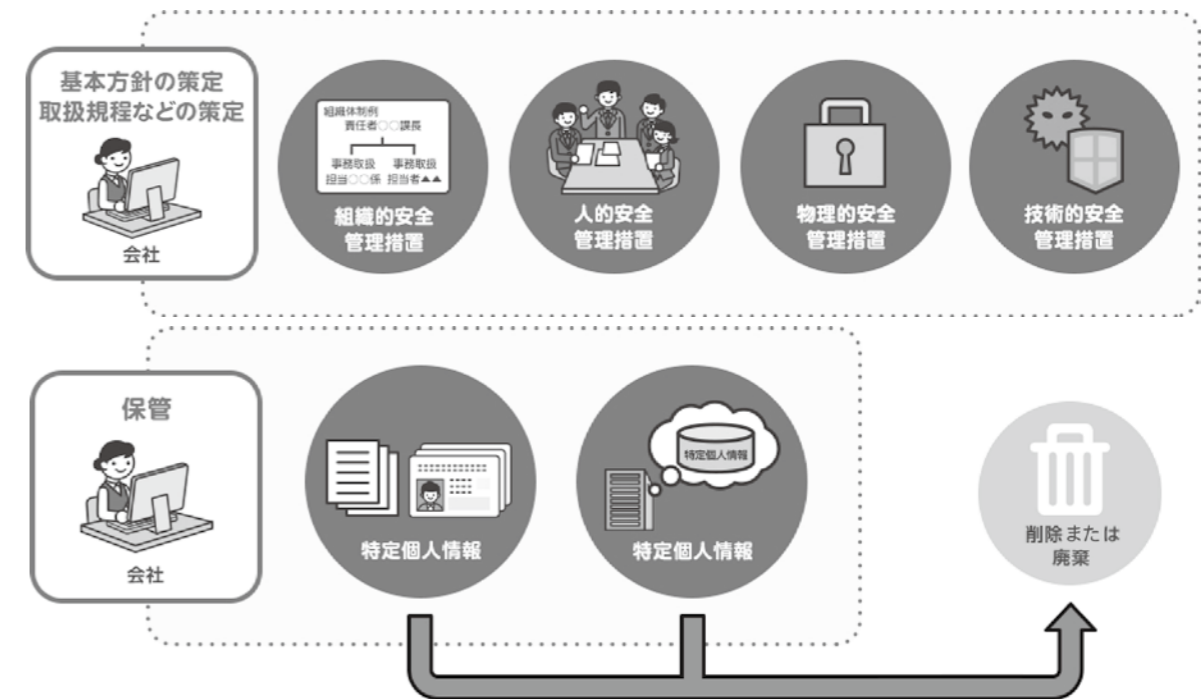 基本方針の策定
取扱規程などの策定
会社
組織体制例
責任者〇〇課長
事務取扱
担当〇〇係
事務取扱
担当者▲▲
組織的安全
管理措置
人的安全
管理措置
物理的安全
管理措置
技術的安全
管理措置
保管
会社
特定個人情報
特定個人情報
特定個人情報
削除または
廃棄